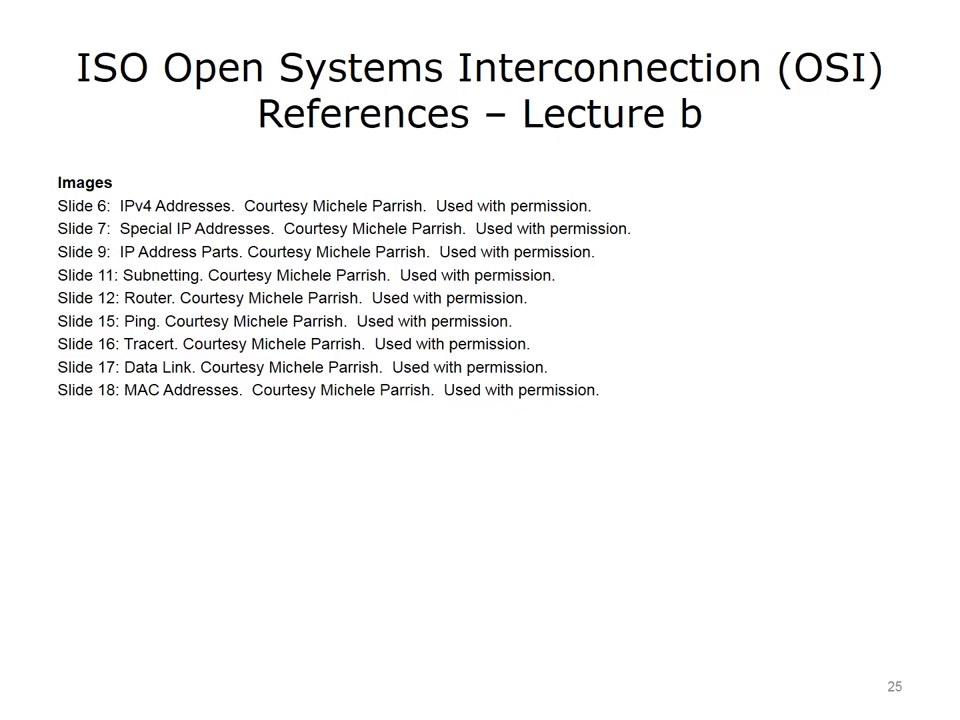 ISO Open Systems Interconnection (OSI)
References – Lecture b
Images
Slide 6:  IPv4 Addresses.  Courtesy Michele Parrish.  Used with permission.
Slide 7:  Special IP Addresses.  Courtesy Michele Parrish.  Used with permission.
Slide 9:  IP Address Parts. Courtesy Michele Parrish.  Used with permission.
Slide 11: Subnetting. Courtesy Michele Parrish.  Used with permission.
Slide 12: Router. Courtesy Michele Parrish.  Used with permission.
Slide 15: Ping. Courtesy Michele Parrish.  Used with permission.
Slide 16: Tracert. Courtesy Michele Parrish.  Used with permission.
Slide 17: Data Link. Courtesy Michele Parrish.  Used with permission.
Slide 18: MAC Addresses.  Courtesy Michele Parrish.  Used with permission.
25